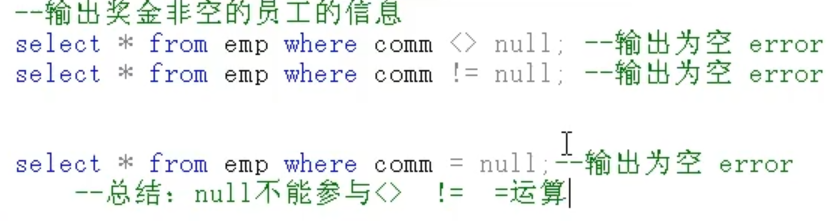 --输出奖金非空的员工的信息
select * from emp where comm <> null; --输出为空 error
select * from emp where comm != null; --输出为空 error
select * from emp where comm = null;--输出为空 error
--总结：null不能参与<> != =运算